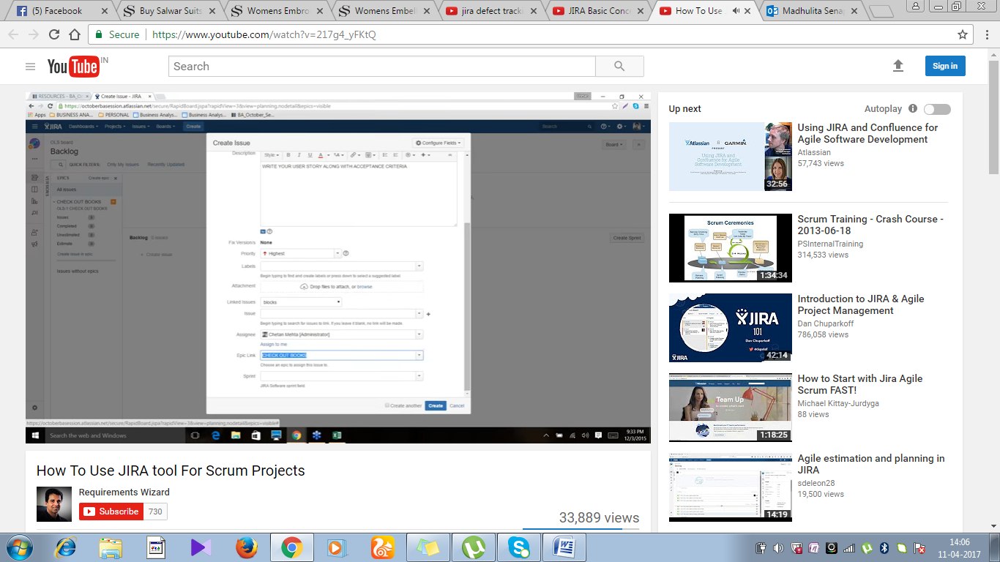 (5) Facebook
Buy Salwar Suits
Womens Embro
Womens Embell
jira defect track
JIRA Basic Conce
How To Use
Madhulita Sena
Secure https://www.youtube.com/watch?v=217g4_yFKtQ
YouTube IN
Search
Sign in
RESOURCES - BA_O
Create Issue - JIRA
https://octoberbasession.atlassian.net/secure/RapidBoard.jspa?rapidView=3&view=planning.nodetail&epics=visible
Apps BUSINESS ANA... PERSONAL Business Analys... Business Analys... BA_October_Se...
JIRA Dashboards Projects Issues Boards Create Search
OLS board
Backlog
Board
QUICK FILTERS: Only My Issues Recently Updated
VERSIONS
EPICS Create epic
All issues
CHECK OUT BOOKS
OLS-1 CHECK OUT BOOKS
Issues
Completed
Unestimated
Estimate
Create issue in epic
Issues without epics
Backlog 0 issues
Create Sprint
+ Create issue
Create Issue
Configure Fields
Description
Style B I U A
WRITE YOUR USER STORY ALONG WITH ACCEPTANCE CRITERIA
Fix Version/s None
Priority Highest
Labels
Begin typing to find and create labels or press down to select a suggested label.
Attachment Drop files to attach, or browse
Linked Issues blocks
Issue
Begin typing to search for issues to link. If you leave it blank, no link will be made.
Assignee Chetan Mehta [Administrator]
Assign to me
Epic Link CHECK OUT BOOKS
Choose an epic to assign this issue to.
Sprint
JIRA Software sprint field
Create another Create Cancel
https://octoberbasession.atlassian.net/secure/RapidBoard.jspa?rapidView=3&view=planning.nodetail&epics=visible#
Search the web and Windows
9:33 PM
12/3/2015
How To Use JIRA tool For Scrum Projects
Requirements Wizard
Subscribe 730
33,889 views
Up next
Autoplay
Atlassian & GARMIN
PRESENT
Using JIRA and
Confluence for Agile
Software Development
32:56
Using JIRA and Confluence for
Agile Software Development
Atlassian
57,743 views
Scrum Ceremonies
1:34:34
Scrum Training - Crash Course -
2013-06-18
PSInternalTraining
314,533 views
JIRA
101
Dan Chuparkoff
@chuparkoff
JIRA
42:14
Introduction to JIRA & Agile
Project Management
Dan Chuparkoff
786,058 views
Atlassian
Team Up
1:18:25
How to Start with Jira Agile
Scrum FAST!
Michael Kittay-Jurdyga
88 views
14:19
Agile estimation and planning in
JIRA
sdeleon28
19,500 views
14:06
11-04-2017